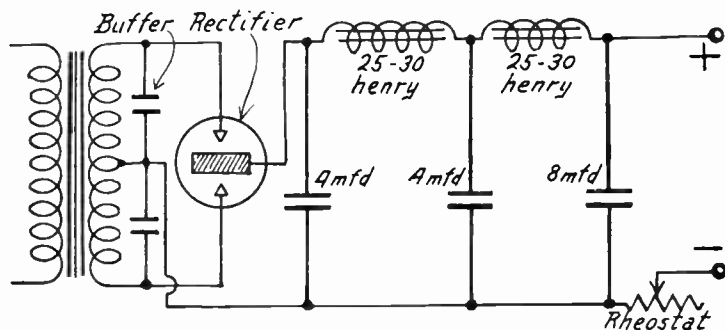 Buffer Rectifier
25-30
henry
25-30
henry
+
4mfd
4mfd
8mfd
−
Rheostat